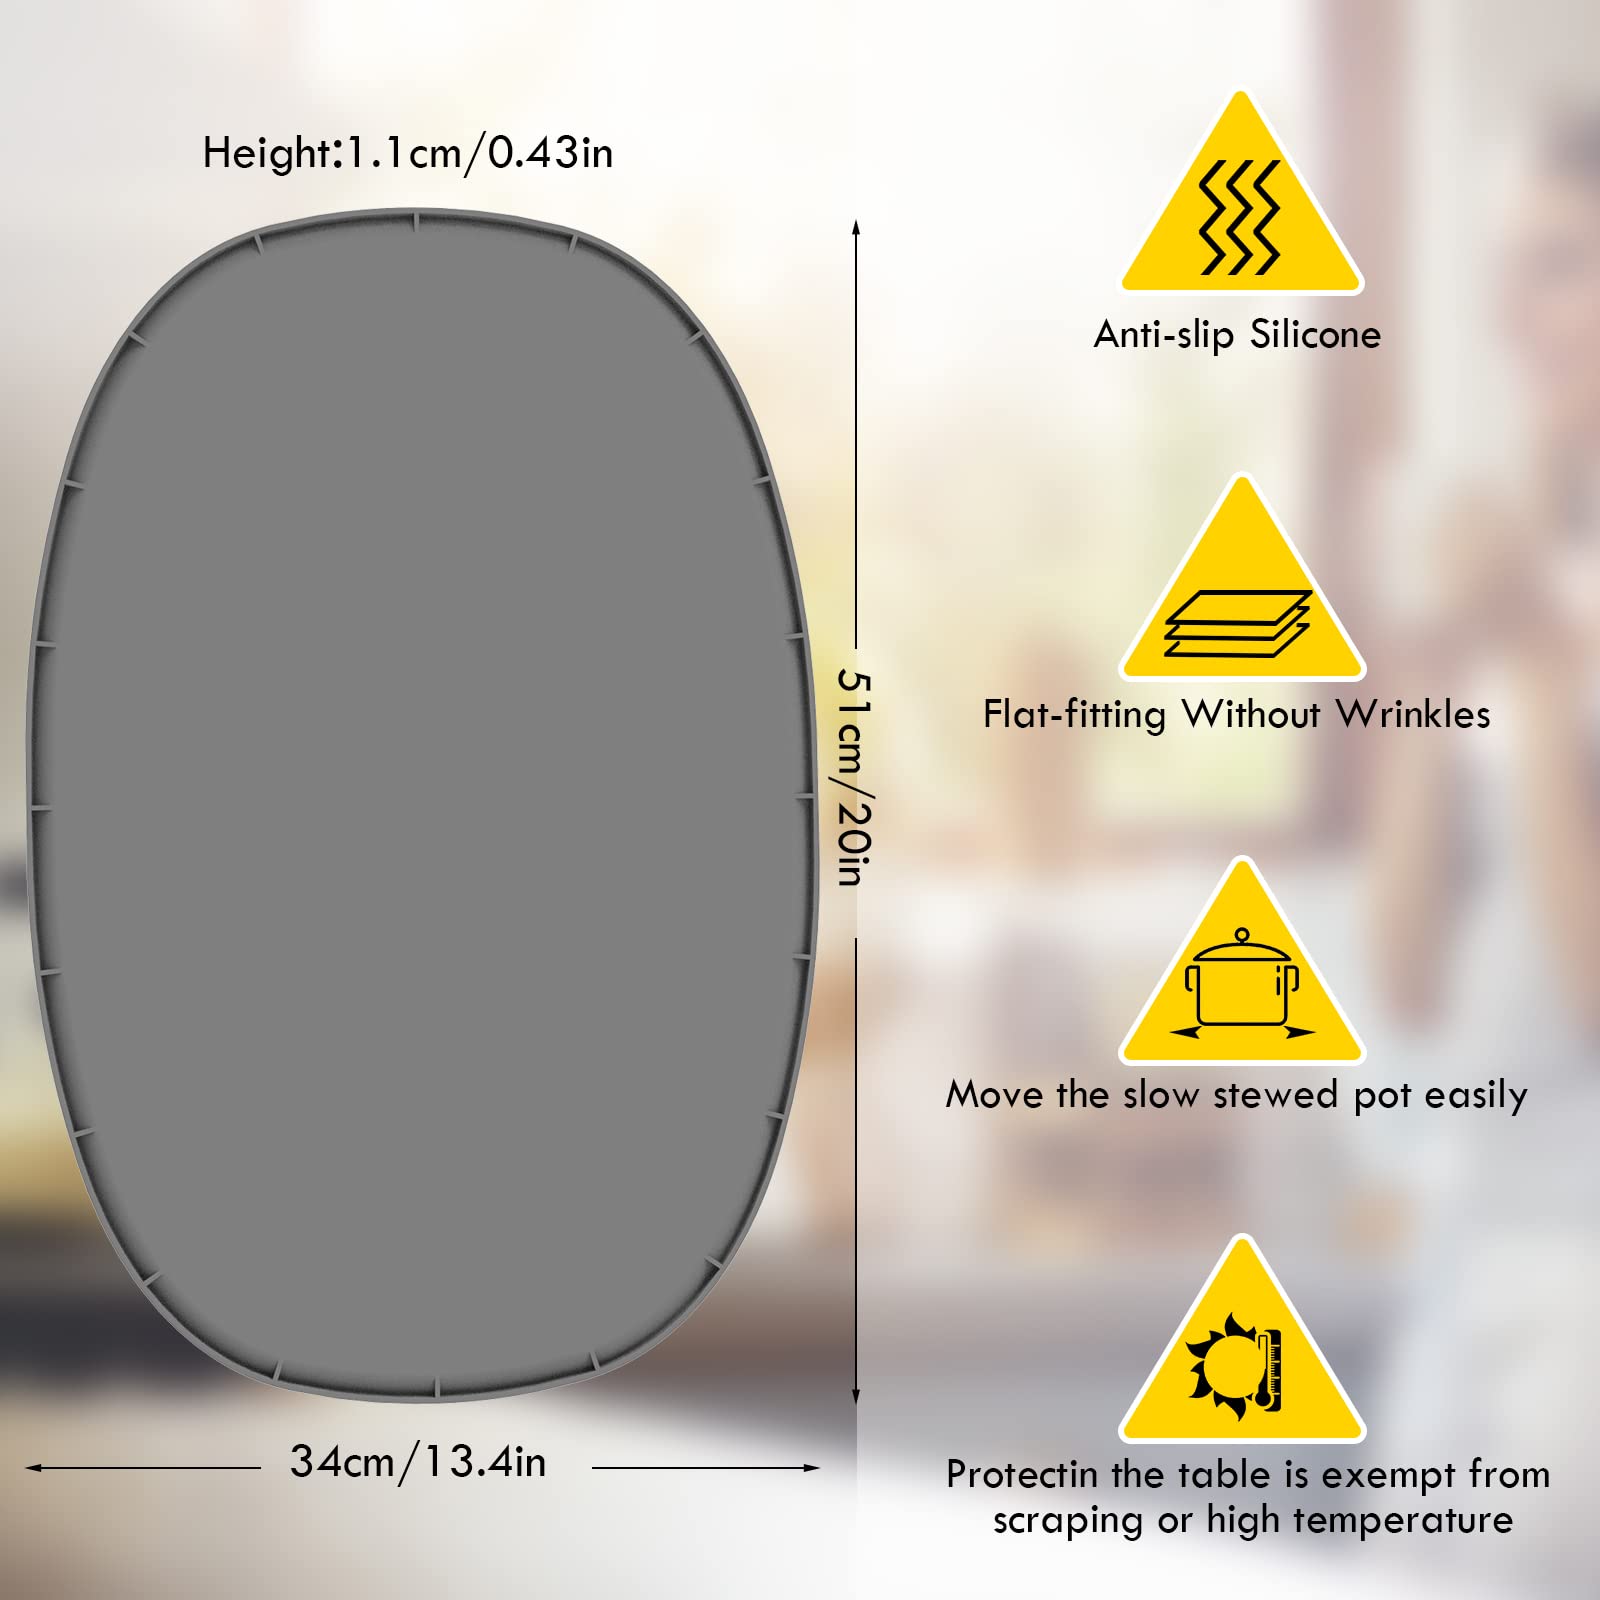 Height:1.1cm/0.43in
51cm/20in
34cm/13.4in
Anti-slip Silicone
Flat-fitting Without Wrinkles
Move the slow stewed pot easily
Protectin the table is exempt from
scraping or high temperature